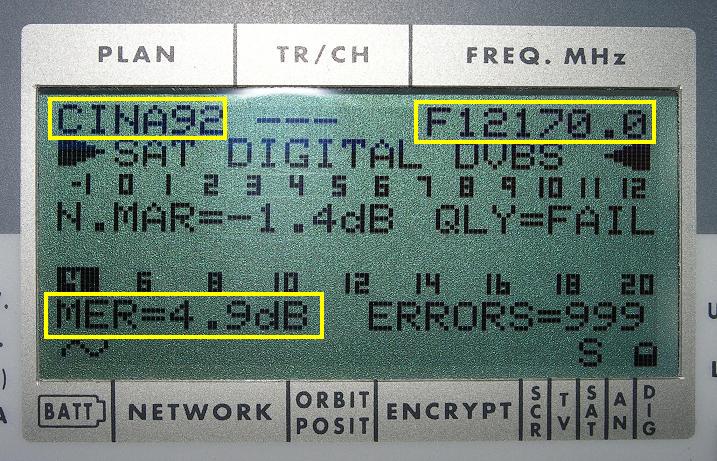 PLAN TR/CH FREQ. MHz
CINA92 --- F12170.0
SAT DIGITAL DVBS
-1 0 1 2 3 4 5 6 7 8 9 10 11 12
N.MAR=-1.4dB QLY=FAIL
6 8 10 12 14 16 18 20
MER=4.9dB ERRORS=999
S
BATT NETWORK ORBIT POSIT ENCRYPT SCR TV SAT AN DIG